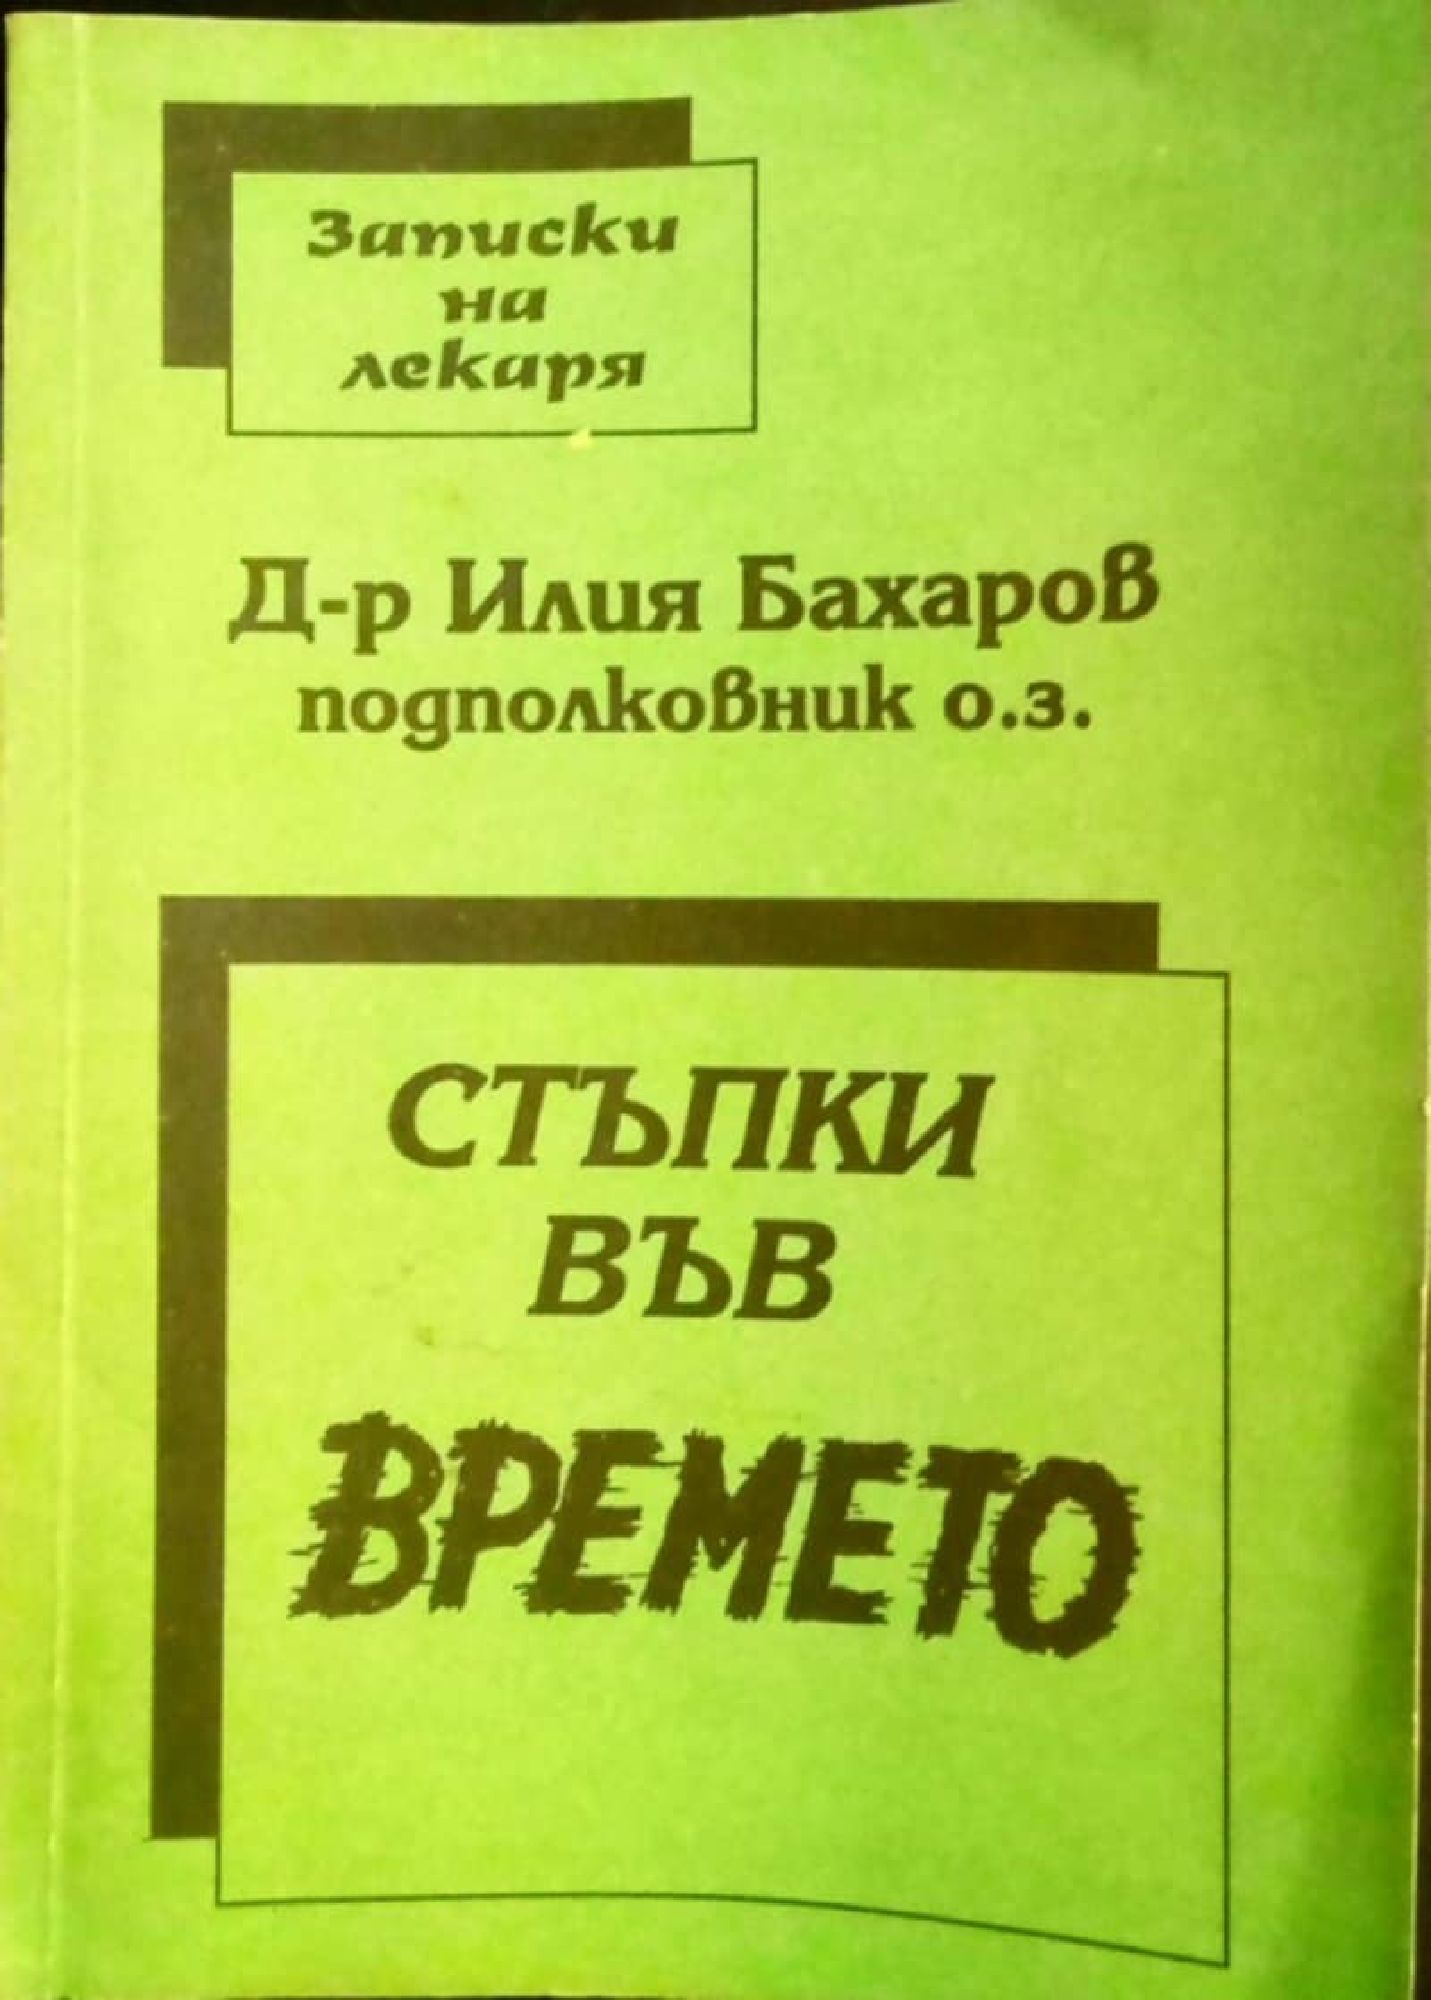 Записки
на
лекаря
Д-р Илия Бахаров
подполковник о.з.
СТЪПКИ
ВЪВ
ВРЕМЕТО